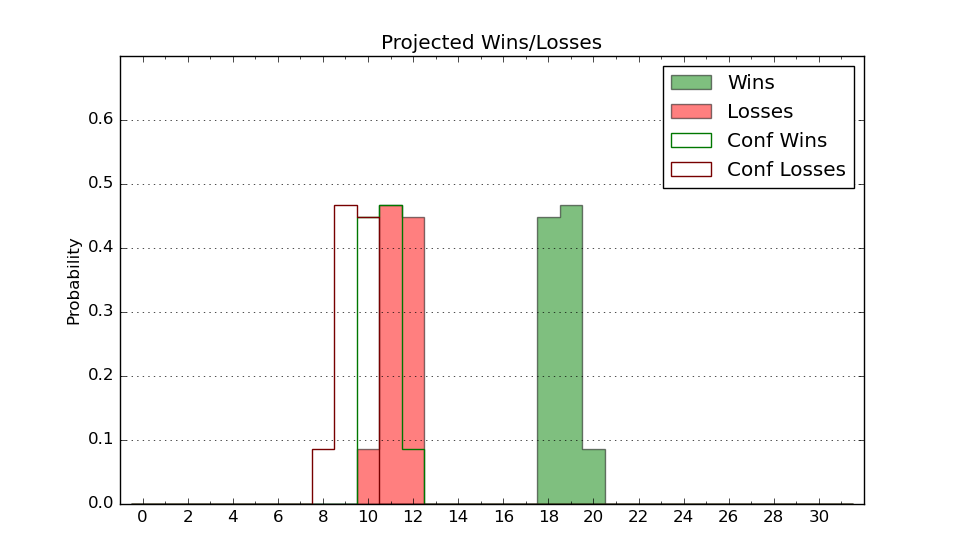 Projected Wins/Losses
Wins
Losses
Conf Wins
Conf Losses
Probability
0.6
0.5
0.4
0.3
0.2
0.1
0.0
0 2 4 6 8 10 12 14 16 18 20 22 24 26 28 30